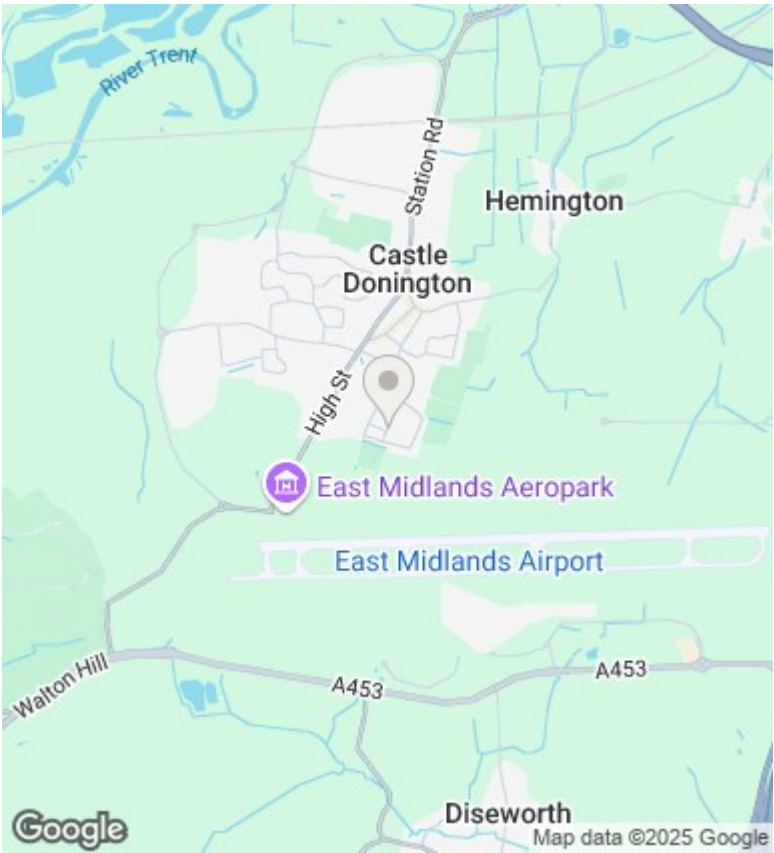 River Trent
Station Rd
Hemington
Castle
Donington
High St
East Midlands Aeropark
East Midlands Airport
Walton Hill
A453
A453
Diseworth
Google
Map data ©2025 Google